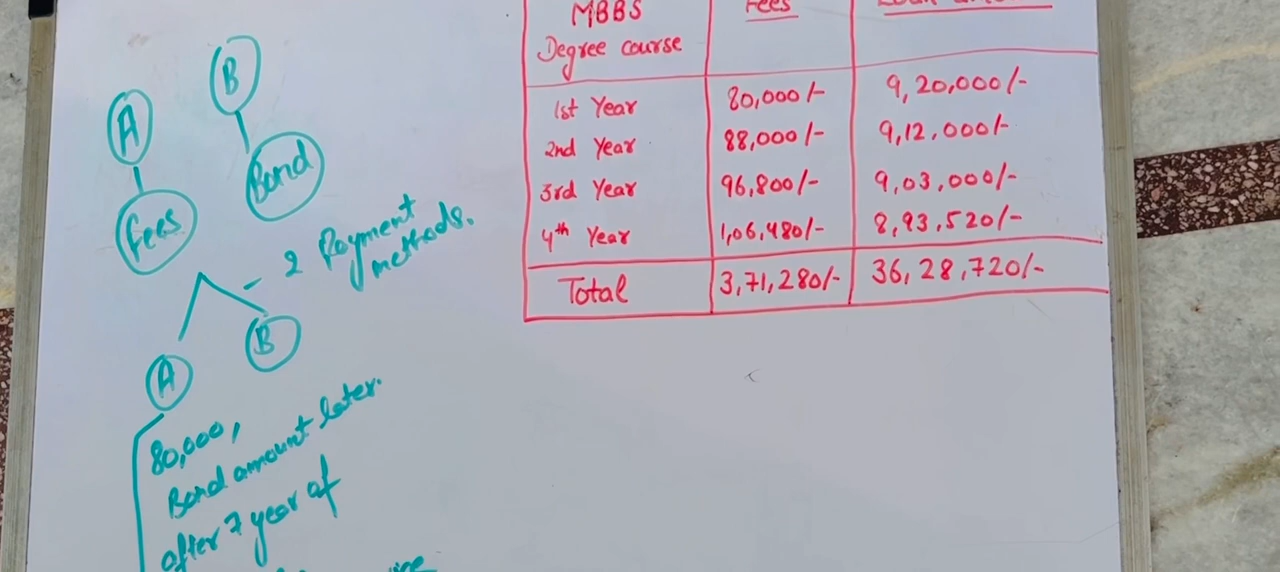 B
A
Bond
Fees
2 Payment
methods.
A
B
80,000,
Bond amount later.
after 7 year of
MBBS Fees
Degree course
1st Year 80,000/- 9,20,000/-
2nd Year 88,000/- 9,12,000/-
3rd Year 96,800/- 9,03,000/-
4th Year 1,06,480/- 8,93,520/-
Total 3,71,280/- 36,28,720/-